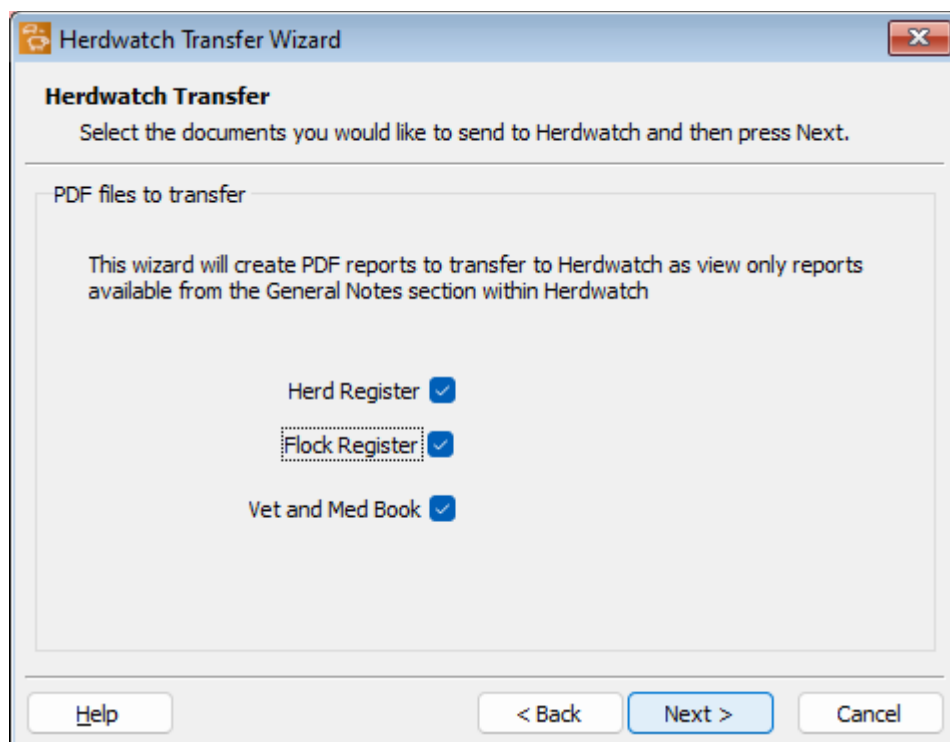 Herdwatch Transfer Wizard
Herdwatch Transfer
Select the documents you would like to send to Herdwatch and then press Next.
PDF files to transfer
This wizard will create PDF reports to transfer to Herdwatch as view only reports
available from the General Notes section within Herdwatch
Herd Register
Flock Register
Vet and Med Book
Help
< Back
Next >
Cancel